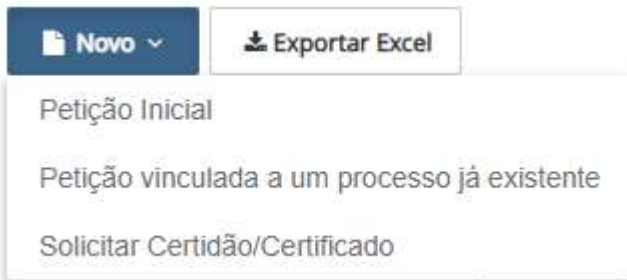 Novo Exportar Excel
Petição Inicial
Petição vinculada a um processo já existente
Solicitar Certidão/Certificado